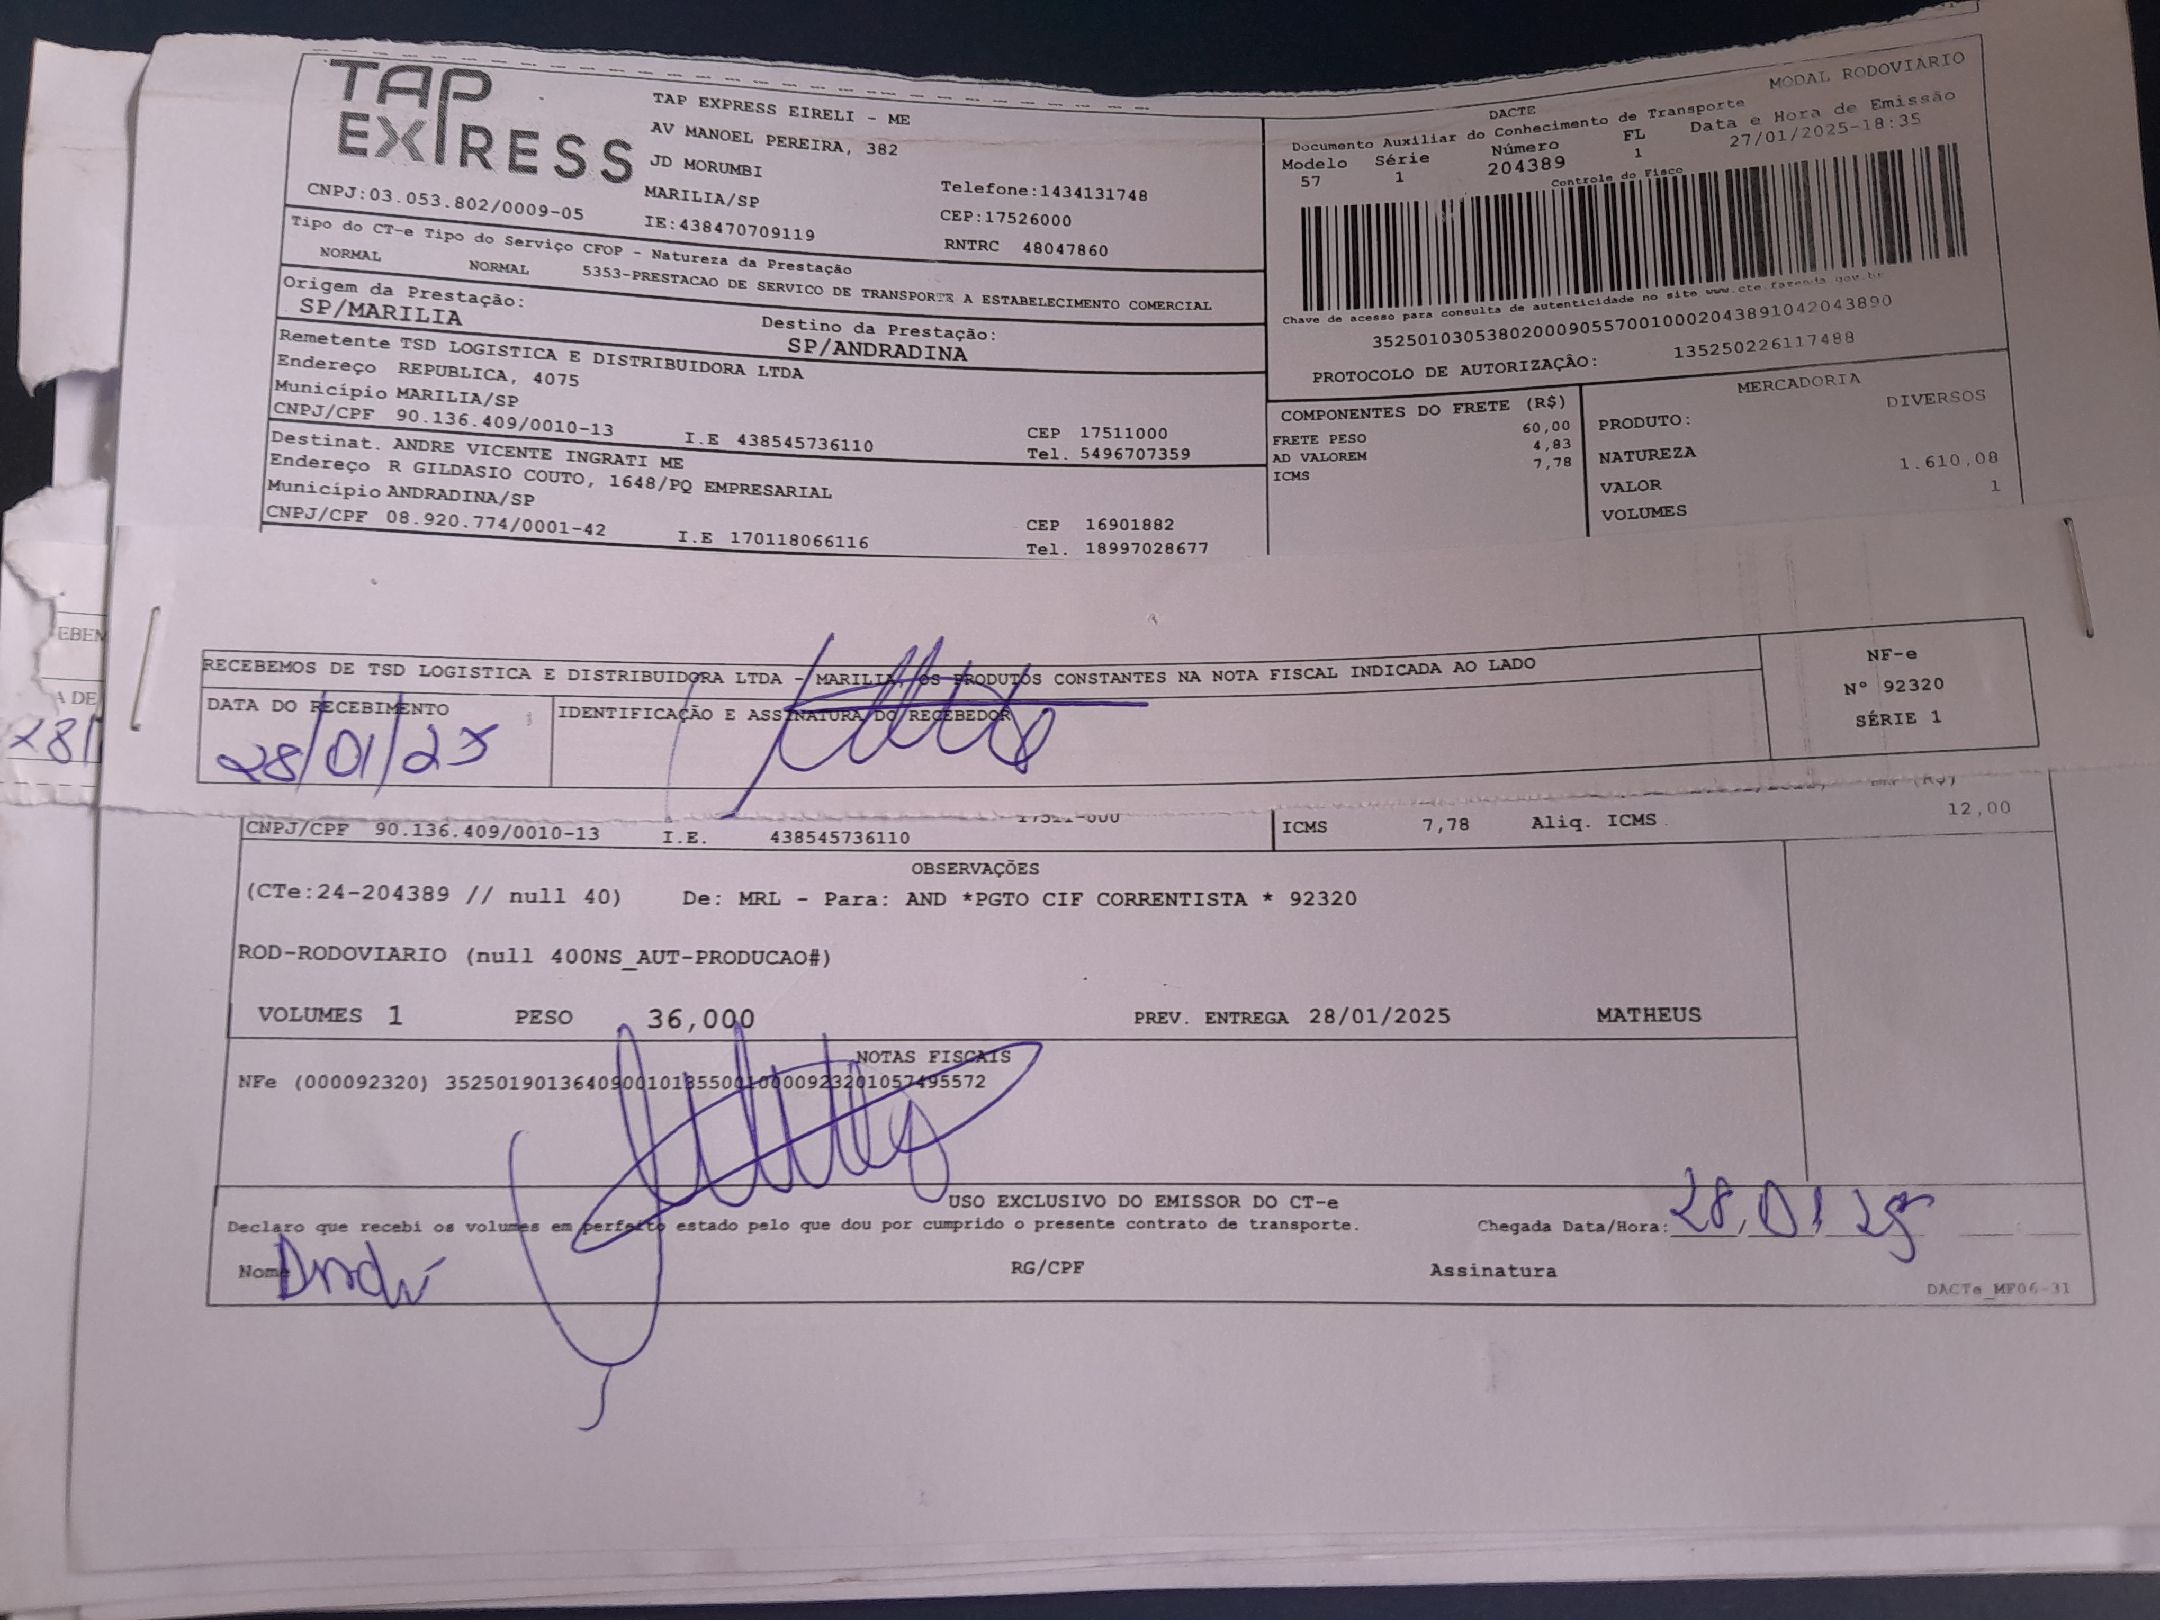 TAP EXPRESS
TAP EXPRESS EIRELI - ME
AV MANOEL PEREIRA, 382
JD MORUMBI
MARILIA/SP
IE:438470709119
Telefone:1434131748
CEP:17526000
RNTRC 48047860
CNPJ:03.053.802/0009-05
MODAL RODOVIARIO
DACTE
Documento Auxiliar do Conhecimento de Transporte
Modelo Série Número FL Data e Hora de Emissão
57 1 204389 1 27/01/2025-18:35
Controle do Fisco
Chave de acesso para consulta de autenticidade no site www.cte.fazenda.gov.br
35250103053802000905570010002043891042043890
PROTOCOLO DE AUTORIZAÇÂO: 135250226117488
Tipo do CT-e Tipo do Serviço CFOP - Natureza da Prestação
NORMAL NORMAL 5353-PRESTACAO DE SERVICO DE TRANSPORTE A ESTABELECIMENTO COMERCIAL
Origem da Prestação: Destino da Prestação:
SP/MARILIA SP/ANDRADINA
Remetente TSD LOGISTICA E DISTRIBUIDORA LTDA
Endereço REPUBLICA, 4075
Município MARILIA/SP CEP 17511000
CNPJ/CPF 90.136.409/0010-13 I.E 438545736110 Tel. 5496707359
Destinat. ANDRE VICENTE INGRATI ME
Endereço R GILDASIO COUTO, 1648/PQ EMPRESARIAL
Município ANDRADINA/SP CEP 16901882
CNPJ/CPF 08.920.774/0001-42 I.E 170118066116 Tel. 18997028677
COMPONENTES DO FRETE (R$)
FRETE PESO 60,00
AD VALOREM 4,83
ICMS 7,78
MERCADORIA
PRODUTO: DIVERSOS
NATUREZA
VALOR 1.610,08
VOLUMES 1
RECEBEMOS DE TSD LOGISTICA E DISTRIBUIDORA LTDA - MARILIA, OS PRODUTOS CONSTANTES NA NOTA FISCAL INDICADA AO LADO
DATA DO RECEBIMENTO
28/01/25
IDENTIFICAÇÃO E ASSINATURA DO RECEBEDOR
NF-e
Nº 92320
SÉRIE 1
EBEM
A DE
28/
CNPJ/CPF 90.136.409/0010-13 I.E. 438545736110
ICMS 7,78 Aliq. ICMS 12,00
OBSERVAÇÕES
(CTe:24-204389 // null 40) De: MRL - Para: AND *PGTO CIF CORRENTISTA * 92320
ROD-RODOVIARIO (null 400NS_AUT-PRODUCAO#)
VOLUMES 1 PESO 36,000 PREV. ENTREGA 28/01/2025 MATHEUS
NOTAS FISCAIS
NFe (000092320) 35250190136409001013550010000923201057495572
USO EXCLUSIVO DO EMISSOR DO CT-e
Declaro que recebi os volumes em perfeito estado pelo que dou por cumprido o presente contrato de transporte.
Chegada Data/Hora: 28/01/25
Nome André RG/CPF Assinatura
DACTe_MF06-31